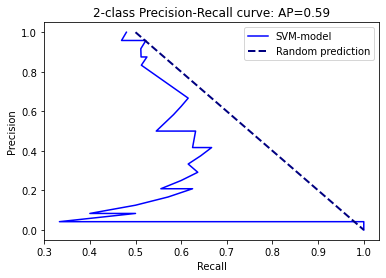 2-class Precision-Recall curve: AP=0.59
SVM-model
Random prediction
Precision
1.0
0.8
0.6
0.4
0.2
0.0
0.3 0.4 0.5 0.6 0.7 0.8 0.9 1.0
Recall